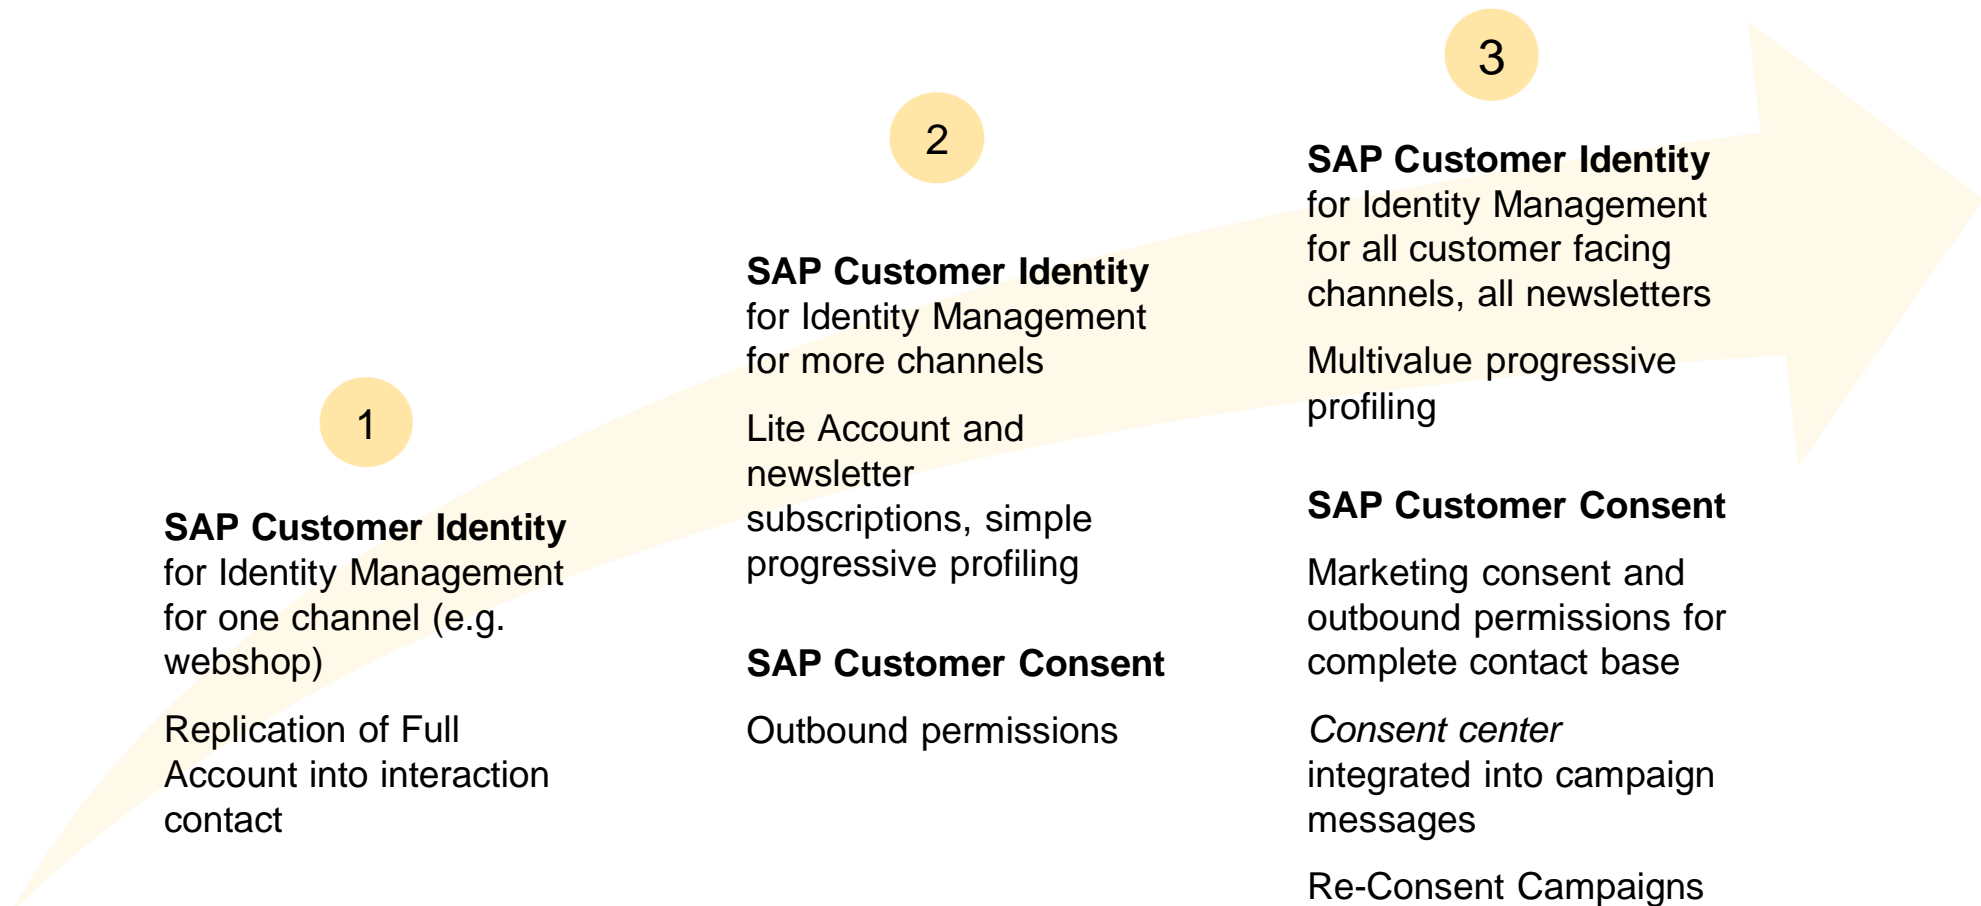 1
SAP Customer Identity
for Identity Management
for one channel (e.g.
webshop)
Replication of Full
Account into interaction
contact
2
SAP Customer Identity
for Identity Management
for more channels
Lite Account and
newsletter
subscriptions, simple
progressive profiling
SAP Customer Consent
Outbound permissions
3
SAP Customer Identity
for Identity Management
for all customer facing
channels, all newsletters
Multivalue progressive
profiling
SAP Customer Consent
Marketing consent and
outbound permissions for
complete contact base
Consent center
integrated into campaign
messages
Re-Consent Campaigns